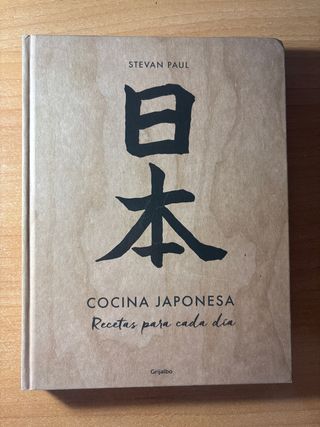 STEVAN PAUL
日
本
COCINA JAPONESA
Recetas para cada día
Grijalbo